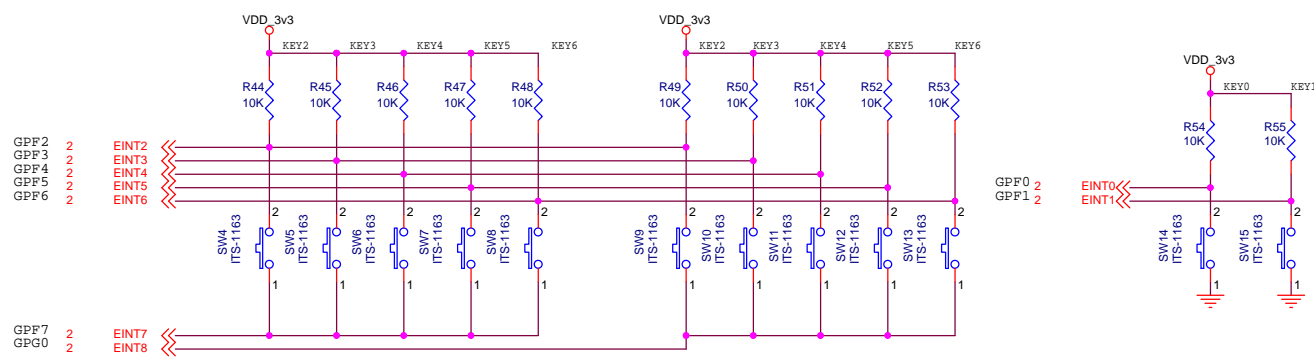 VDD_3v3 VDD_3v3
KEY2 KEY3 KEY4 KEY5 KEY6 KEY2 KEY3 KEY4 KEY5 KEY6
VDD_3v3
KEY0 KEY1
R44 R45 R46 R47 R48 R49 R50 R51 R52 R53
10K 10K 10K 10K 10K 10K 10K 10K 10K 10K
R54 R55
10K 10K
GPF2 2 EINT2
GPF3 2 EINT3
GPF4 2 EINT4
GPF5 2 EINT5
GPF6 2 EINT6
GPF0 2 EINT0
GPF1 2 EINT1
2 2 2 2 2 2 2 2 2 2 2 2
SW4 ITS-1163
SW5 ITS-1163
SW6 ITS-1163
SW7 ITS-1163
SW8 ITS-1163
SW9 ITS-1163
SW10 ITS-1163
SW11 ITS-1163
SW12 ITS-1163
SW13 ITS-1163
SW14 ITS-1163
SW15 ITS-1163
1 1 1 1 1 1 1 1 1 1 1 1
GPF7 2 EINT7
GPG0 2 EINT8